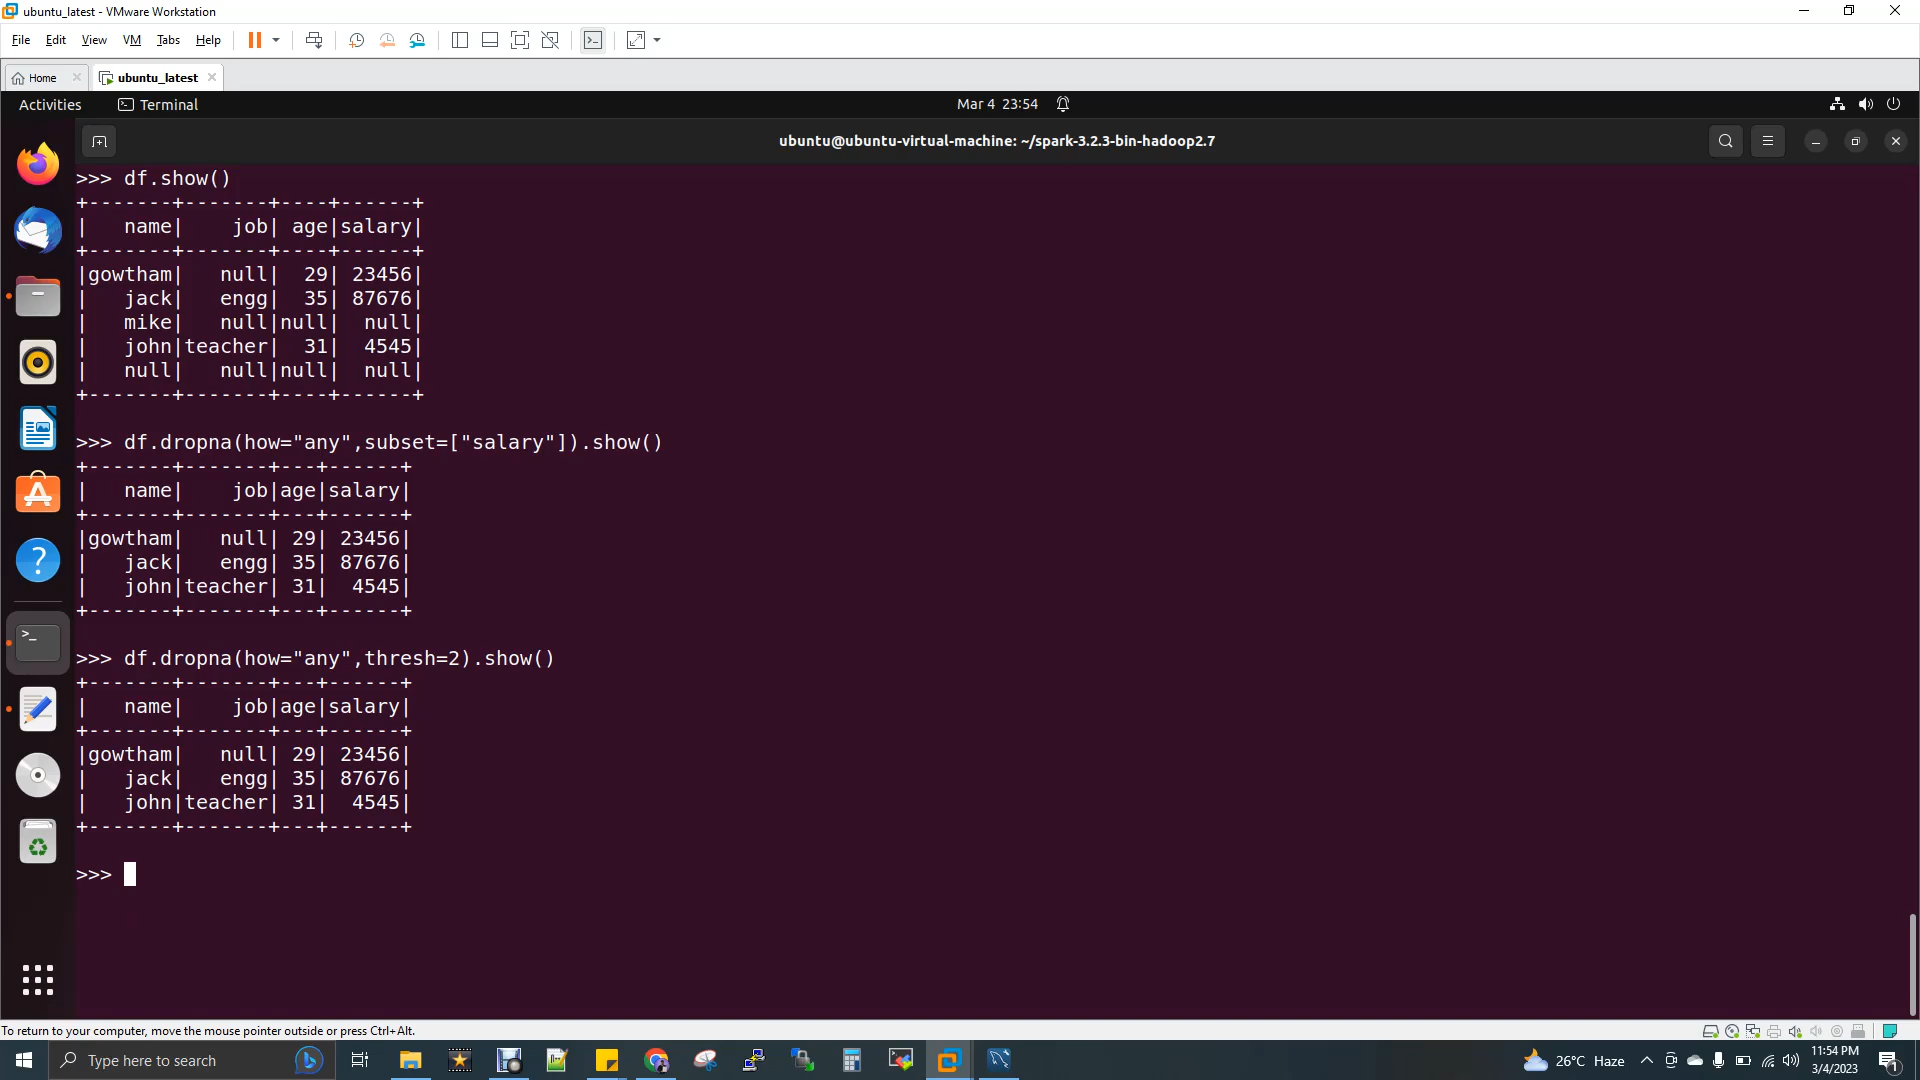 ubuntu_latest - VMware Workstation
File Edit View VM Tabs Help
Home ubuntu_latest
Activities Terminal Mar 4 23:54
ubuntu@ubuntu-virtual-machine: ~/spark-3.2.3-bin-hadoop2.7
>>> df.show()
+-------+-------+----+------+
|   name|    job| age|salary|
+-------+-------+----+------+
|gowtham|   null|  29| 23456|
|   jack|   engg|  35| 87676|
|   mike|   null|null|  null|
|   john|teacher|  31|  4545|
|   null|   null|null|  null|
+-------+-------+----+------+
>>> df.dropna(how="any",subset=["salary"]).show()
+-------+-------+---+------+
|   name|    job|age|salary|
+-------+-------+---+------+
|gowtham|   null| 29| 23456|
|   jack|   engg| 35| 87676|
|   john|teacher| 31|  4545|
+-------+-------+---+------+
>>> df.dropna(how="any",thresh=2).show()
+-------+-------+---+------+
|   name|    job|age|salary|
+-------+-------+---+------+
|gowtham|   null| 29| 23456|
|   jack|   engg| 35| 87676|
|   john|teacher| 31|  4545|
+-------+-------+---+------+
>>>
To return to your computer, move the mouse pointer outside or press Ctrl+Alt.
Type here to search
26°C Haze
11:54 PM
3/4/2023
1